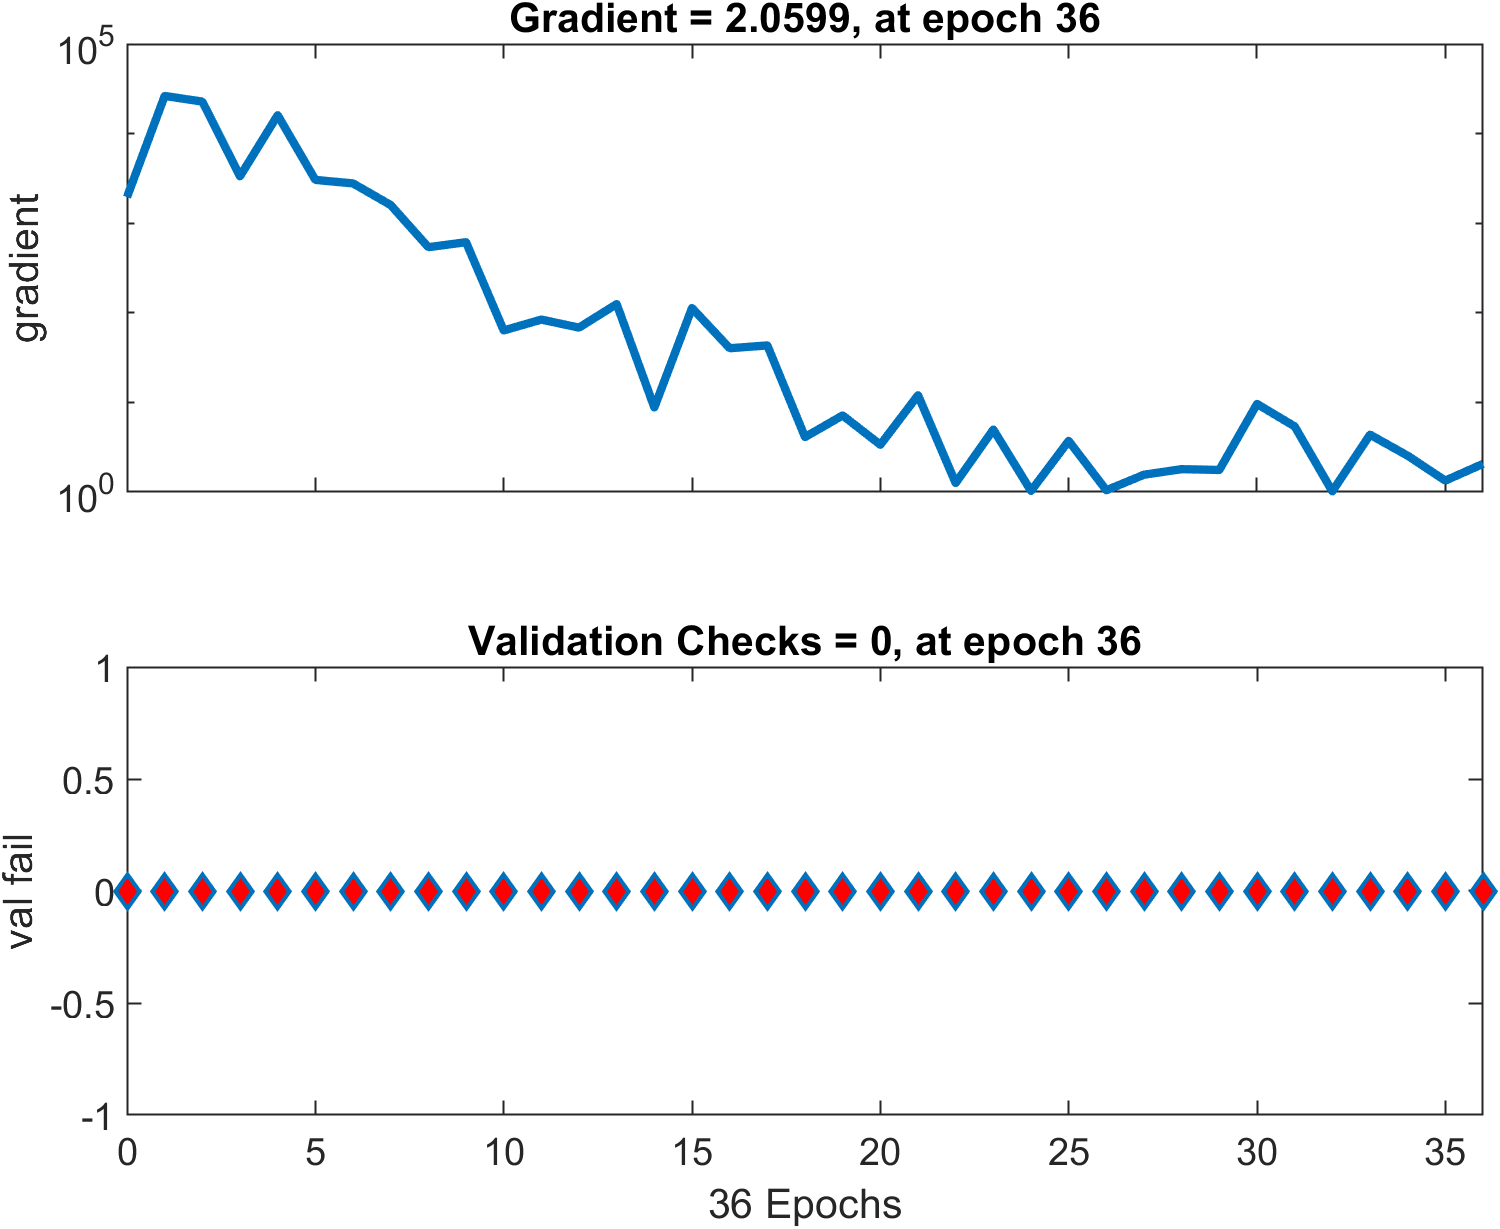 Gradient = 2.0599, at epoch 36
10^5
gradient
10^0
Validation Checks = 0, at epoch 36
1
0.5
0
val fail
-0.5
-1
0 5 10 15 20 25 30 35
36 Epochs